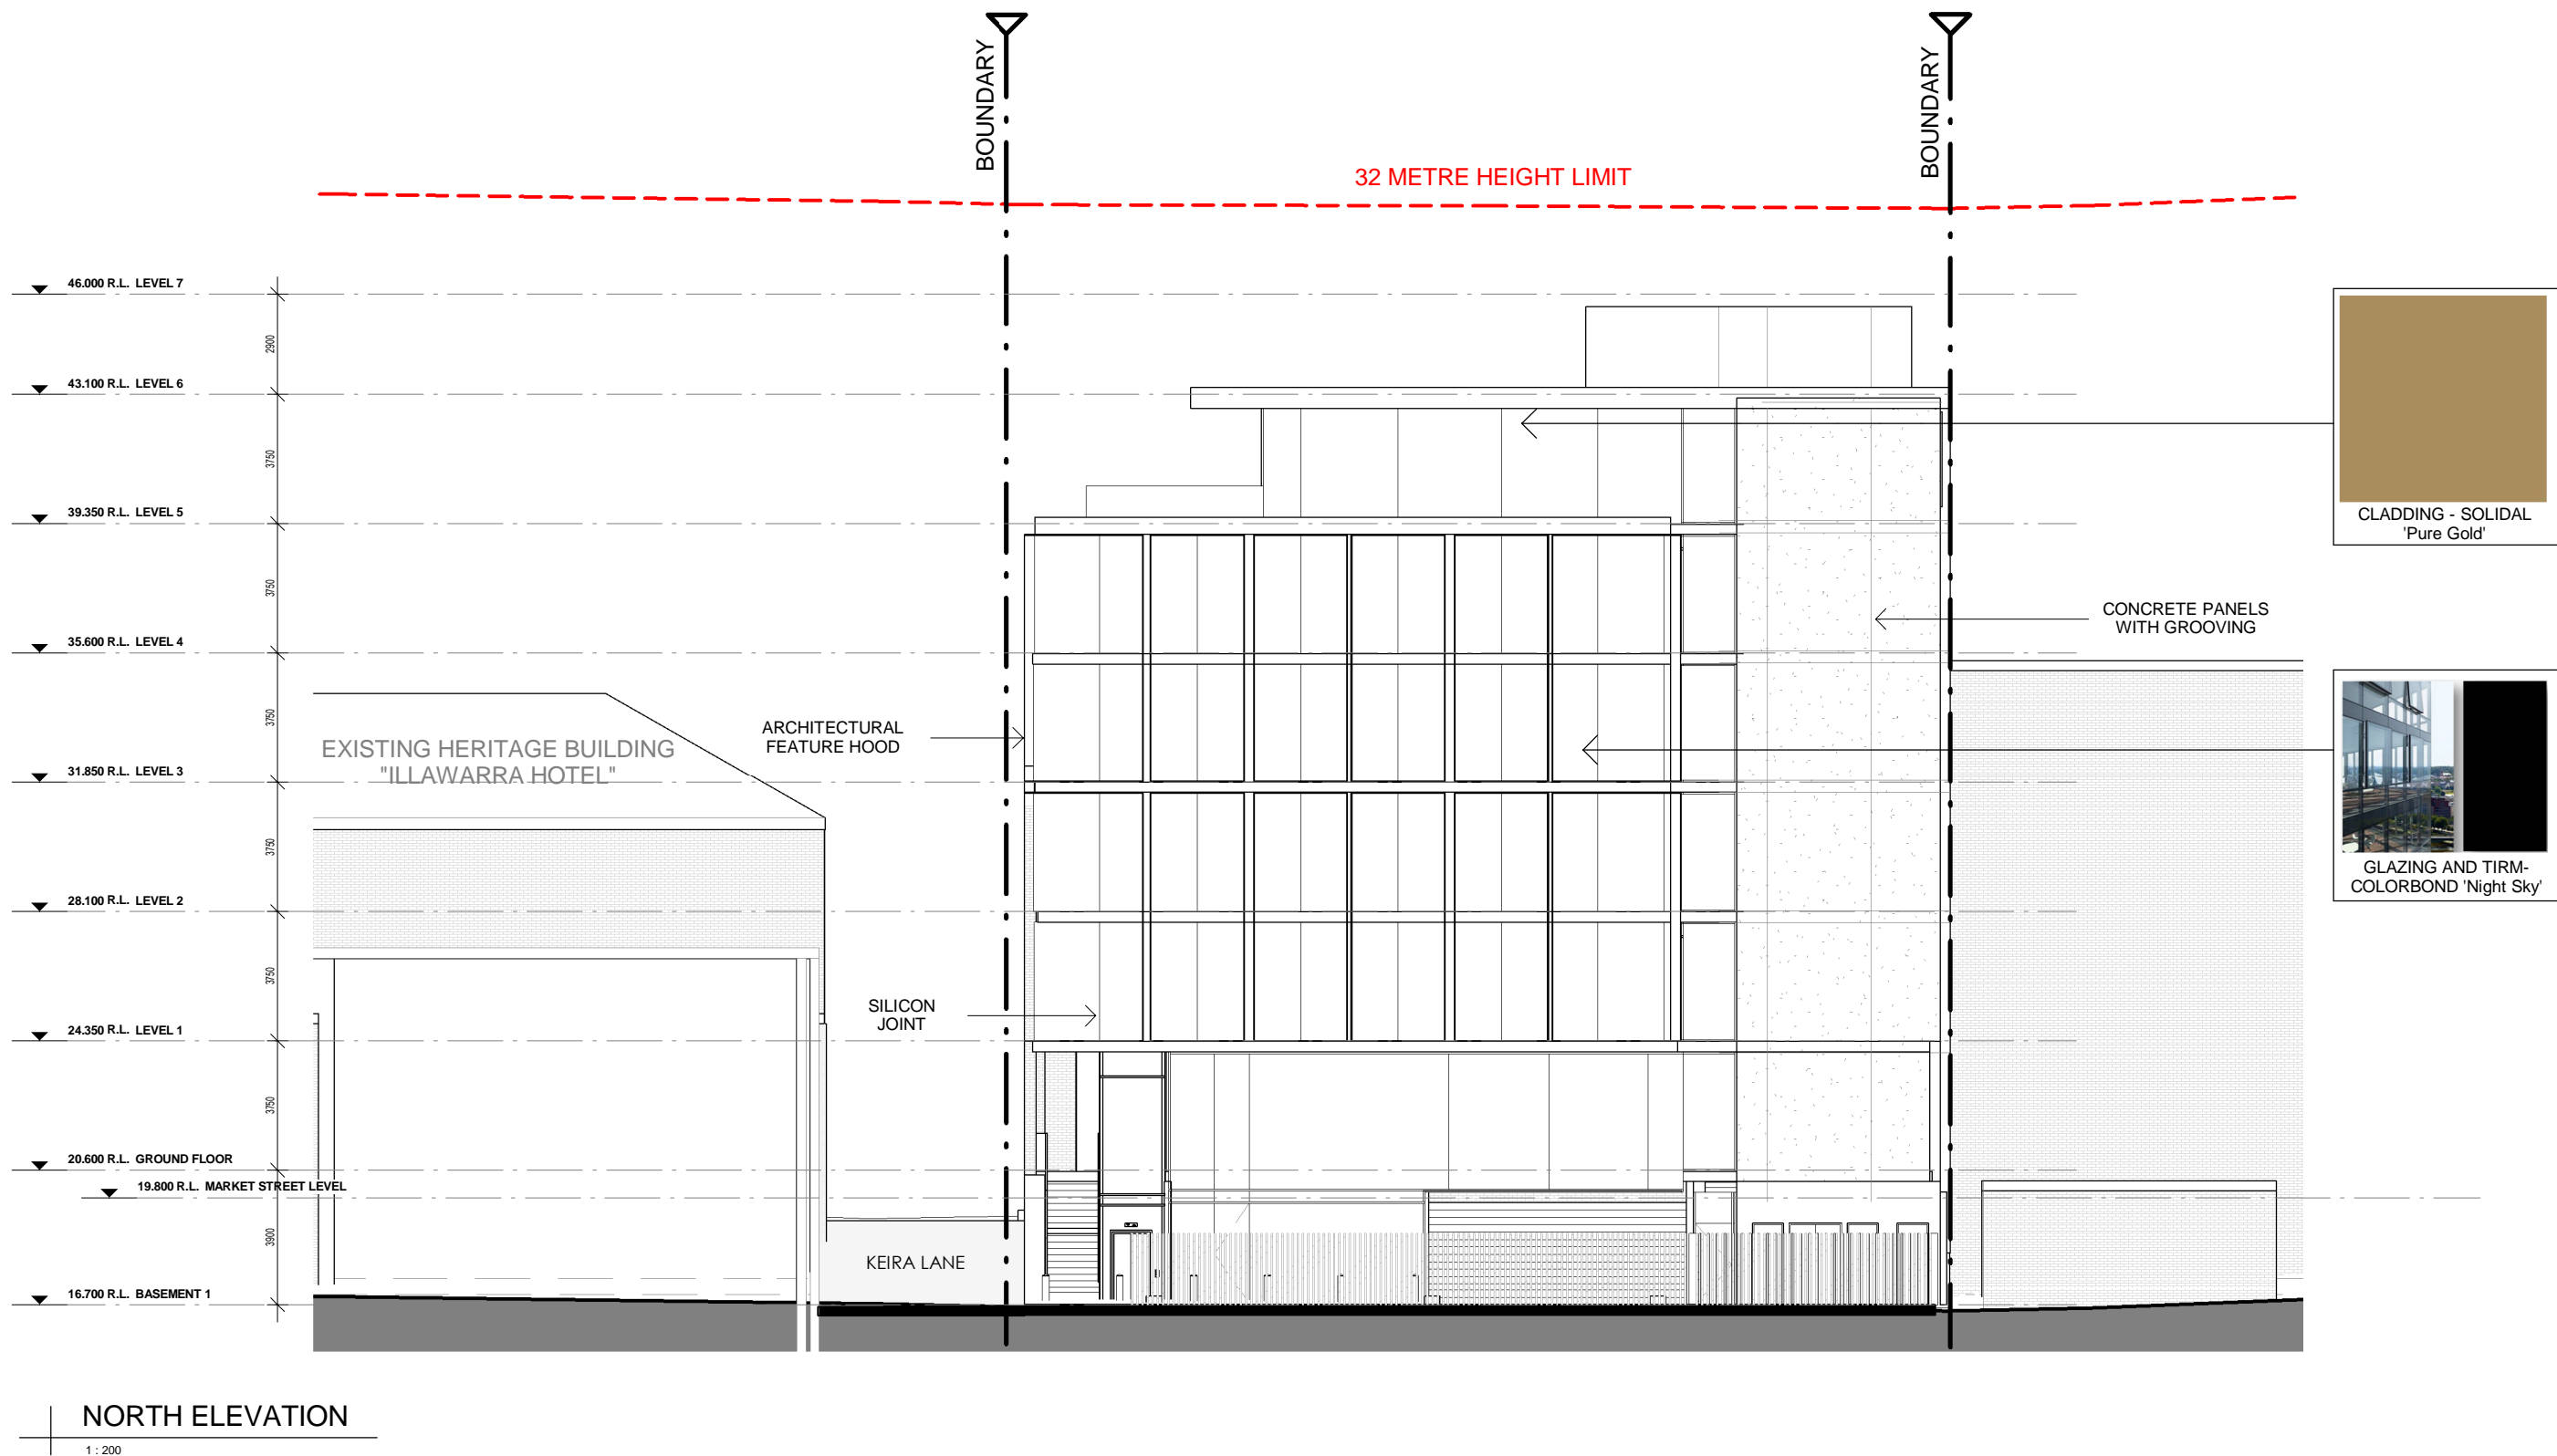 BOUNDARY
BOUNDARY
32 METRE HEIGHT LIMIT
46.000 R.L. LEVEL 7
2900
43.100 R.L. LEVEL 6
3750
39.350 R.L. LEVEL 5
3750
35.600 R.L. LEVEL 4
3750
31.850 R.L. LEVEL 3
3750
28.100 R.L. LEVEL 2
3750
24.350 R.L. LEVEL 1
3750
20.600 R.L. GROUND FLOOR
19.800 R.L. MARKET STREET LEVEL
3900
16.700 R.L. BASEMENT 1
EXISTING HERITAGE BUILDING
"ILLAWARRA HOTEL"
ARCHITECTURAL
FEATURE HOOD
SILICON
JOINT
KEIRA LANE
CLADDING - SOLIDAL
'Pure Gold'
CONCRETE PANELS
WITH GROOVING
GLAZING AND TIRM-
COLORBOND 'Night Sky'
NORTH ELEVATION
1 : 200